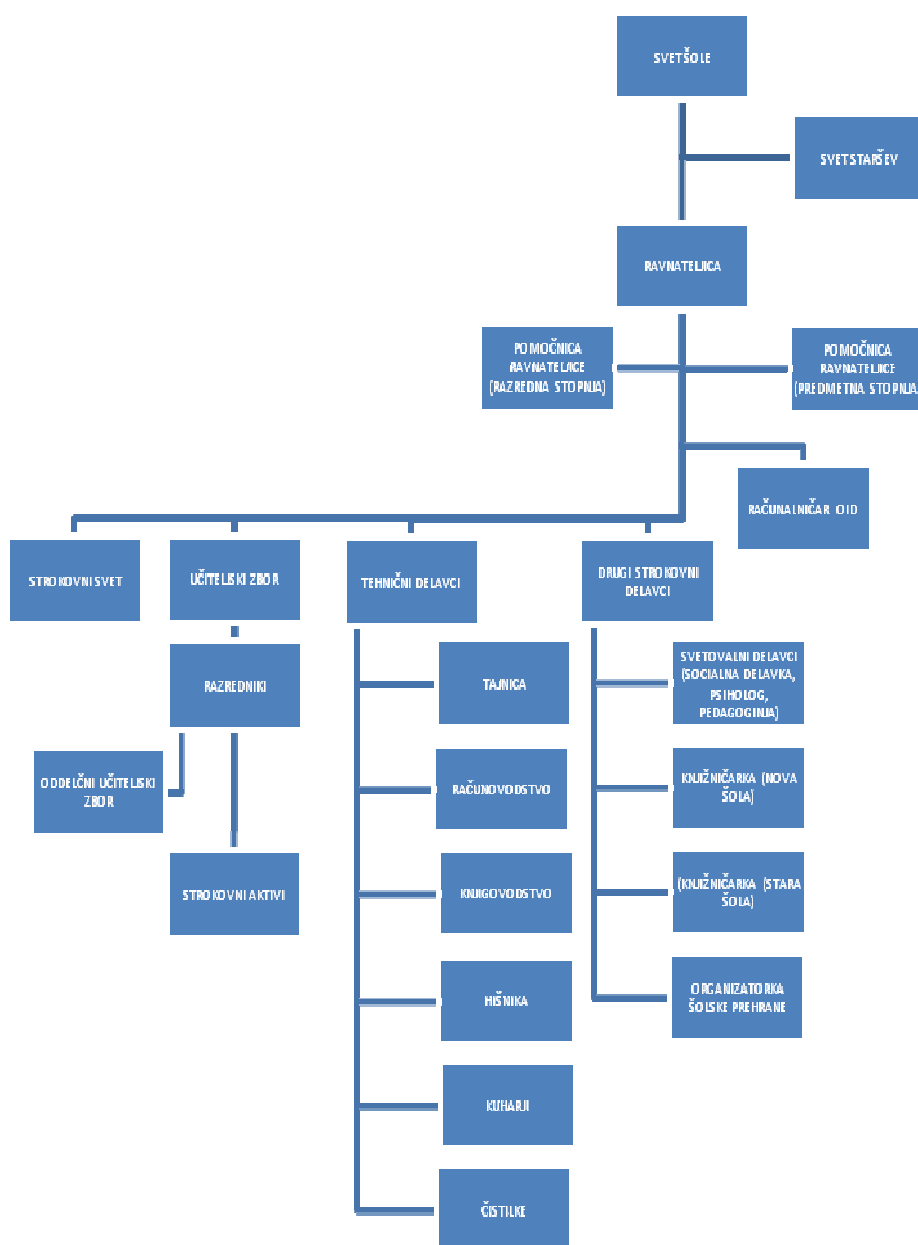 SVET ŠOLE
SVET STARŠEV
RAVNATELJICA
POMOČNICA
RAVNATELJICE
(RAZREDNA STOPNJA)
POMOČNICA
RAVNATELJICE
(PREDMETNA STOPNJA
RAČUNALNIČAR OID
STROKOVNI SVET
UČITELJSKI ZBOR
TEHNIČNI DELAVCI
DRUGI STROKOVNI
DELAVCI
RAZREDNIKI
ODDELČNI UČITELJSKI
ZBOR
STROKOVNI AKTIVI
TAJNICA
RAČUNOVODSTVO
KNJIGOVODSTVO
HIŠNIKA
KUHARJI
ČISTILKE
SVETOVALNI DELAVCI
(SOCIALNA DELAVKA,
PSIHOLOG,
PEDAGOGINJA)
KNJIŽNIČARKA (NOVA
ŠOLA)
(KNJIŽNIČARKA (STARA
ŠOLA)
ORGANIZATORKA
ŠOLSKE PREHRANE